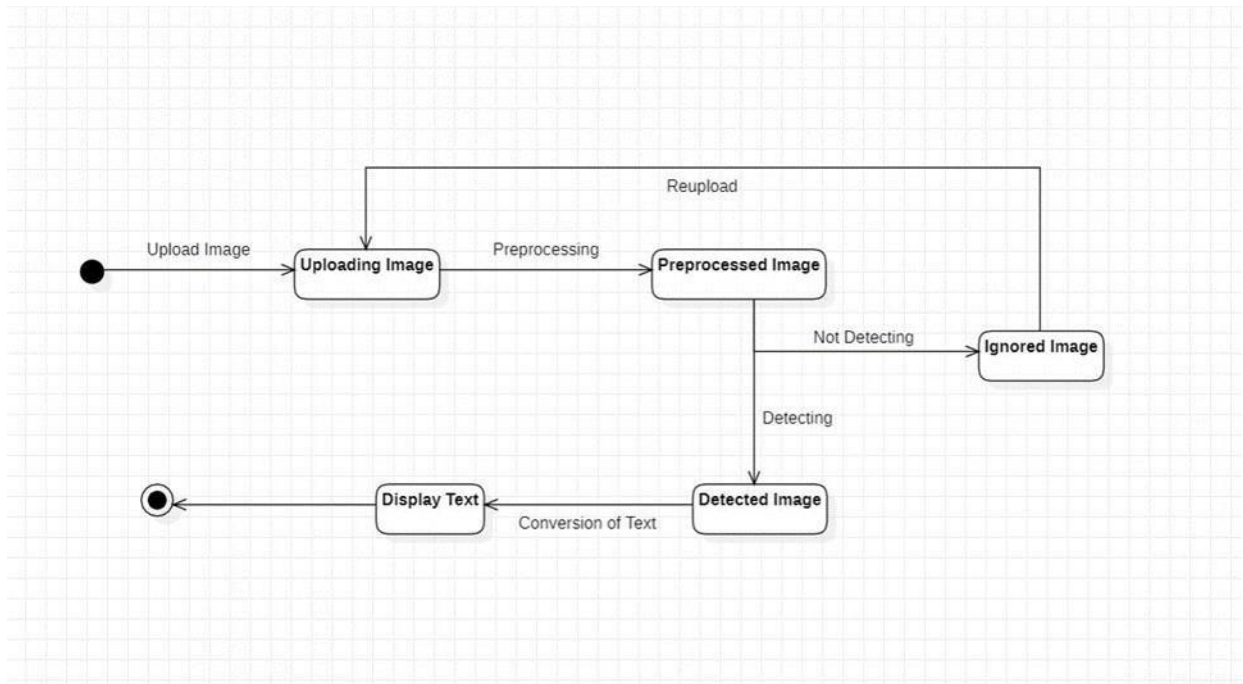 Reupload
Upload Image
Preprocessing
Uploading Image
Preprocessed Image
Not Detecting
Ignored Image
Detecting
Display Text
Detected Image
Conversion of Text